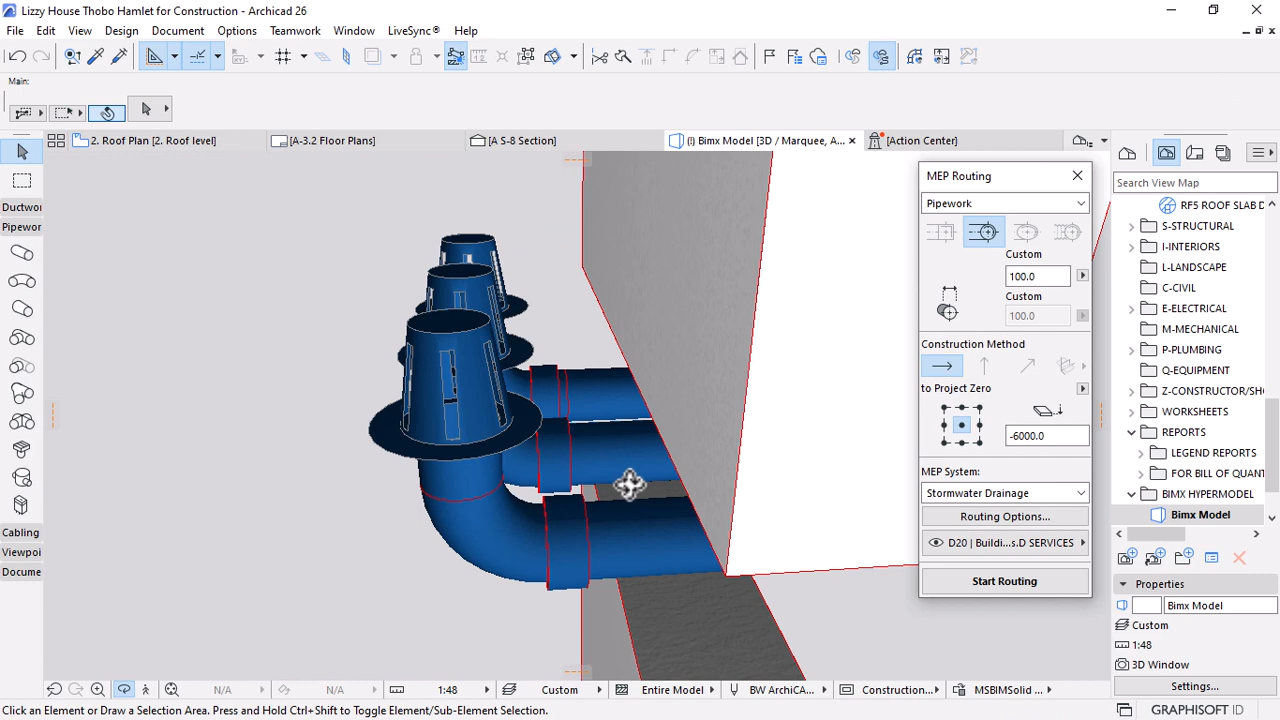 Lizzy House Thobo Hamlet for Construction - Archicad 26
File Edit View Design Document Options Teamwork Window LiveSync® Help
Main:
2. Roof Plan [2. Roof level]
[A-3.2 Floor Plans]
[A S-8 Section]
(!) Bimx Model [3D / Marquee, A...
[Action Center]
Ductwo
Pipewor
Cabling
Viewpoi
Docume
MEP Routing
Pipework
Custom
100.0
Custom
100.0
Construction Method
to Project Zero
-6000.0
MEP System:
Stormwater Drainage
Routing Options...
D20 | Buildi...s.D SERVICES
Start Routing
Search View Map
RF5 ROOF SLAB D
S-STRUCTURAL
I-INTERIORS
L-LANDSCAPE
C-CIVIL
E-ELECTRICAL
M-MECHANICAL
P-PLUMBING
Q-EQUIPMENT
Z-CONSTRUCTOR/SH
WORKSHEETS
REPORTS
LEGEND REPORTS
FOR BILL OF QUANT
BIMX HYPERMODEL
Bimx Model
Properties
Bimx Model
Custom
1:48
3D Window
Settings...
N/A
N/A
1:48
Custom
Entire Model
BW ArchiCA...
Construction...
MSBIMSolid ...
Click an Element or Draw a Selection Area. Press and Hold Ctrl+Shift to Toggle Element/Sub-Element Selection.
GRAPHISOFT ID